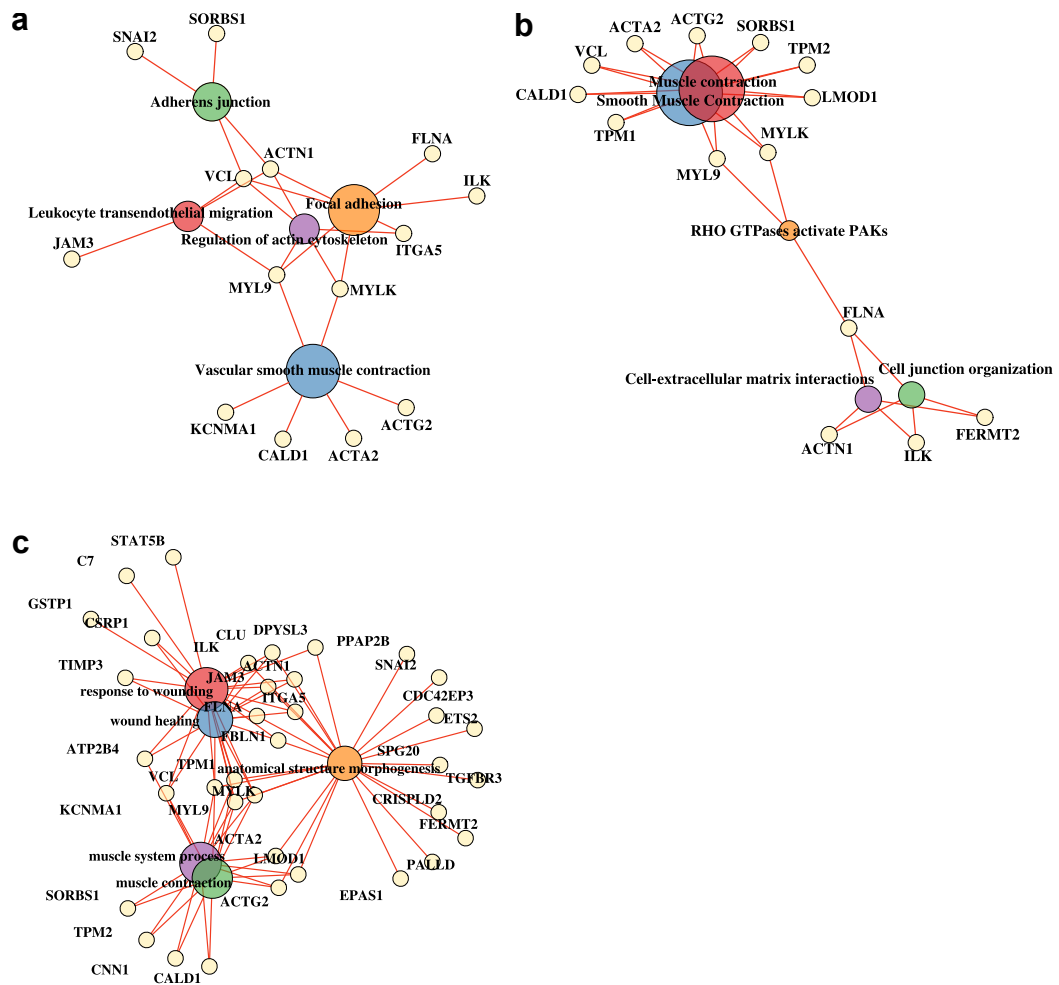 a
SORBS1
SNAI2
Adherens junction
FLNA
ACTN1
VCL
ILK
Focal adhesion
Leukocyte transendothelial migration
Regulation of actin cytoskeleton
JAM3
ITGA5
MYL9
MYLK
Vascular smooth muscle contraction
KCNMA1
ACTG2
CALD1
ACTA2
b
ACTG2
ACTA2
SORBS1
VCL
TPM2
Muscle contraction
CALD1
Smooth Muscle Contraction
LMOD1
TPM1
MYLK
MYL9
RHO GTPases activate PAKs
FLNA
Cell junction organization
Cell-extracellular matrix interactions
FERMT2
ACTN1
ILK
c
STAT5B
C7
GSTP1
CSRP1
CLU
DPYSL3
PPAP2B
ILK
SNAI2
TIMP3
JAM3
ACTN1
response to wounding
ITGA5
CDC42EP3
FLNA
wound healing
ETS2
FBLN1
ATP2B4
SPG20
TPM1
anatomical structure morphogenesis
VCL
TGFBR3
MYLK
CRISPLD2
KCNMA1
MYL9
FERMT2
ACTA2
muscle system process
LMOD1
PALLD
muscle contraction
SORBS1
ACTG2
EPAS1
TPM2
CNN1
CALD1